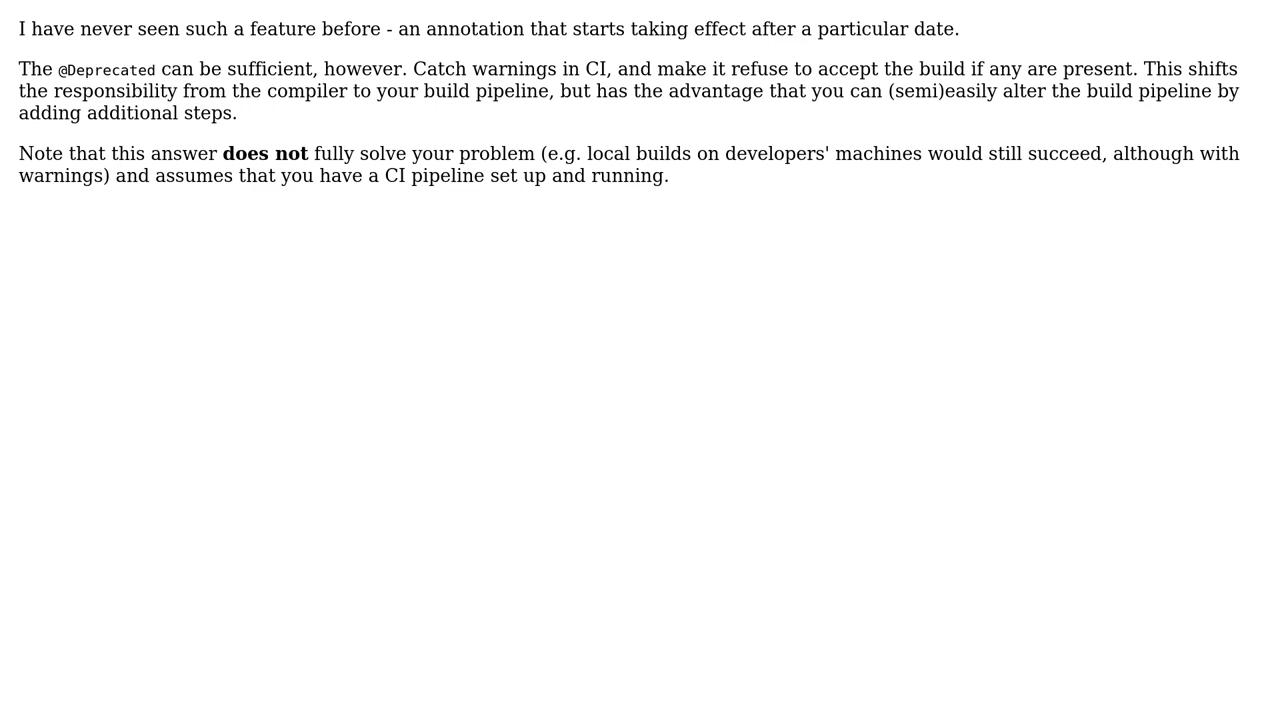 I have never seen such a feature before - an annotation that starts taking effect after a particular date.
The @Deprecated can be sufficient, however. Catch warnings in CI, and make it refuse to accept the build if any are present. This shifts
the responsibility from the compiler to your build pipeline, but has the advantage that you can (semi)easily alter the build pipeline by
adding additional steps.
Note that this answer does not fully solve your problem (e.g. local builds on developers' machines would still succeed, although with
warnings) and assumes that you have a CI pipeline set up and running.